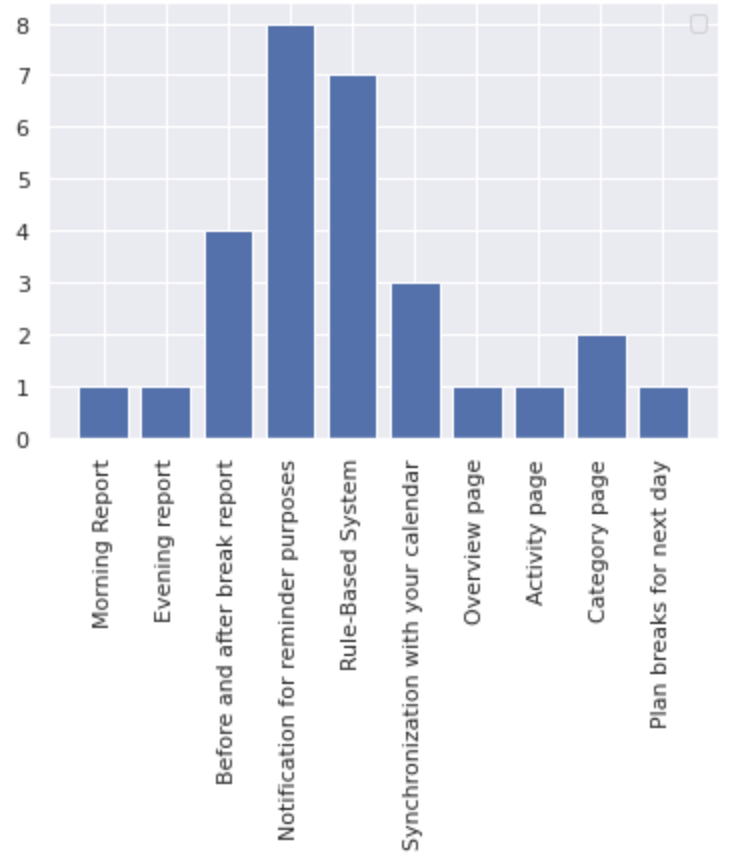 8
7
6
5
4
3
2
1
0
Morning Report
Evening report
Before and after break report
Notification for reminder purposes
Rule-Based System
Synchronization with your calendar
Overview page
Activity page
Category page
Plan breaks for next day